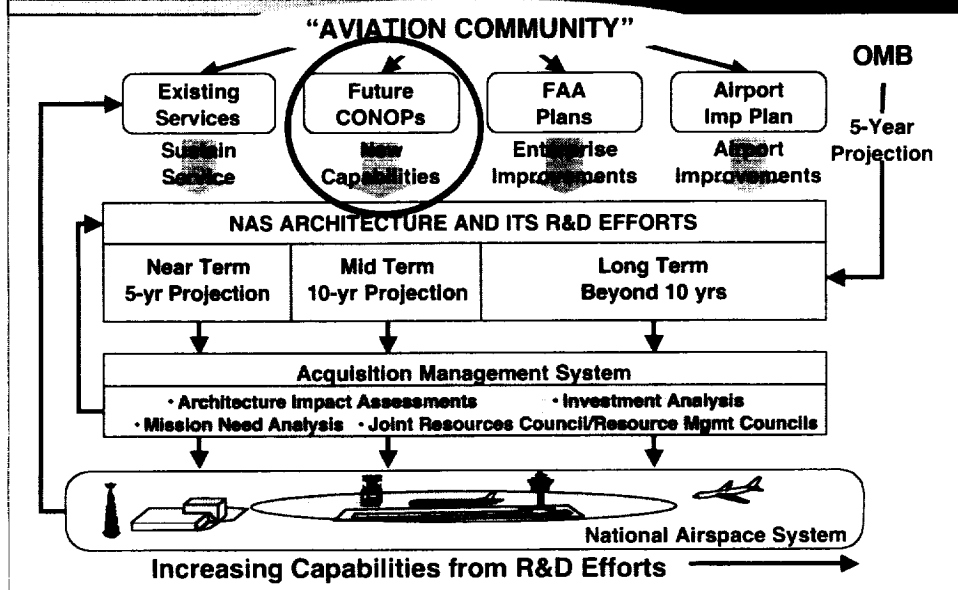 “AVIATION COMMUNITY”
OMB
Existing
Services
Future
CONOPs
FAA
Plans
Airport
Imp Plan
5-Year
Projection
Sustain
Service
New
Capabilities
Enterprise
Improvements
Airport
Improvements
NAS ARCHITECTURE AND ITS R&D EFFORTS
Near Term
5-yr Projection
Mid Term
10-yr Projection
Long Term
Beyond 10 yrs
Acquisition Management System
· Architecture Impact Assessments
· Investment Analysis
· Mission Need Analysis
· Joint Resources Council/Resource Mgmt Councils
National Airspace System
Increasing Capabilities from R&D Efforts